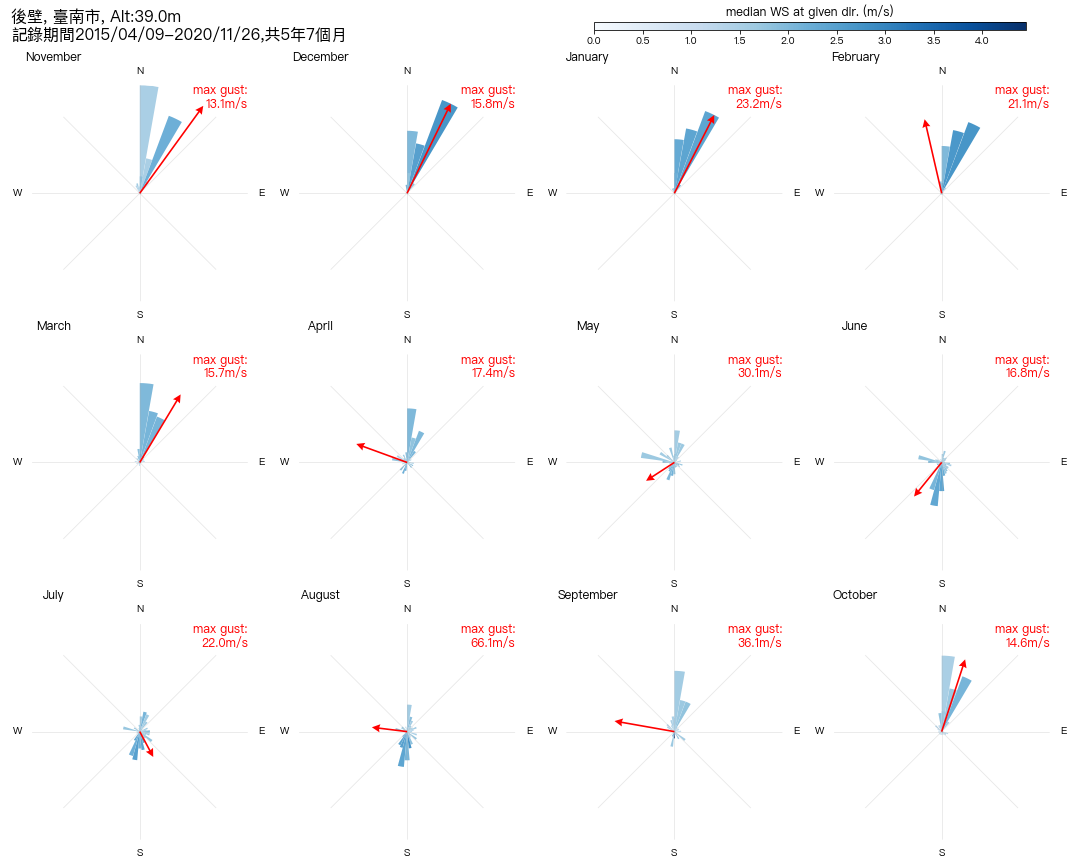 後壁, 臺南市, Alt:39.0m
記錄期間2015/04/09–2020/11/26,共5年7個月
median WS at given dir. (m/s)
0.0 0.5 1.0 1.5 2.0 2.5 3.0 3.5 4.0
November
N
W
E
S
max gust:
13.1m/s
December
N
W
E
S
max gust:
15.8m/s
January
N
W
E
S
max gust:
23.2m/s
February
N
W
E
S
max gust:
21.1m/s
March
N
W
E
S
max gust:
15.7m/s
April
N
W
E
S
max gust:
17.4m/s
May
N
W
E
S
max gust:
30.1m/s
June
N
W
E
S
max gust:
16.8m/s
July
N
W
E
S
max gust:
22.0m/s
August
N
W
E
S
max gust:
66.1m/s
September
N
W
E
S
max gust:
36.1m/s
October
N
W
E
S
max gust:
14.6m/s